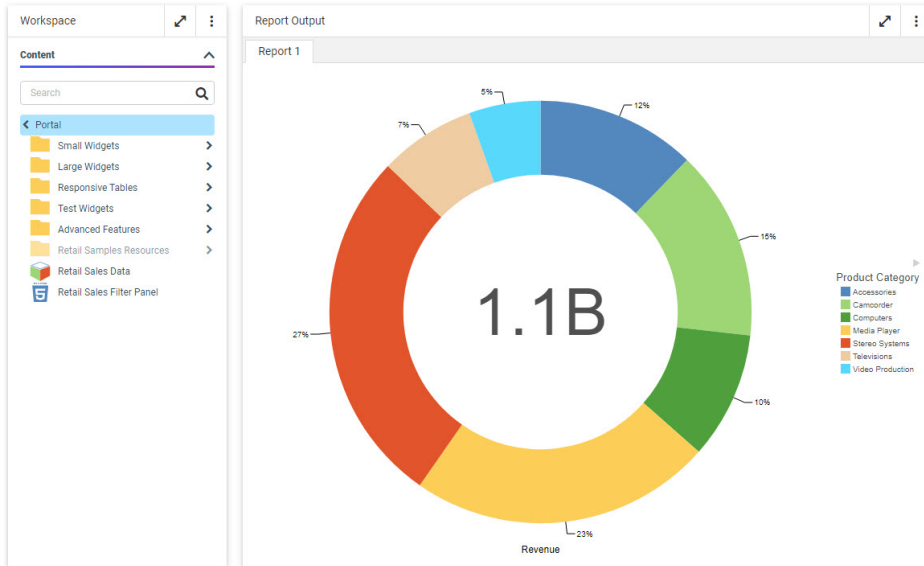 Workspace
Content
Search
Portal
Small Widgets
Large Widgets
Responsive Tables
Test Widgets
Advanced Features
Retail Samples Resources
Retail Sales Data
Retail Sales Filter Panel
Report Output
Report 1
5%
12%
7%
15%
27%
10%
23%
1.1B
Revenue
Product Category
Accessories
Camcorder
Computers
Media Player
Stereo Systems
Televisions
Video Production